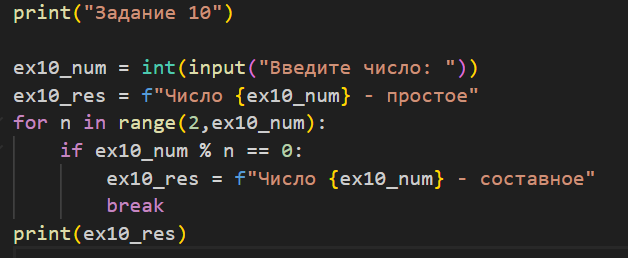 print("Задание 10")
ex10_num = int(input("Введите число: "))
ex10_res = f"Число {ex10_num} - простое"
for n in range(2,ex10_num):
    if ex10_num % n == 0:
        ex10_res = f"Число {ex10_num} - составное"
        break
print(ex10_res)